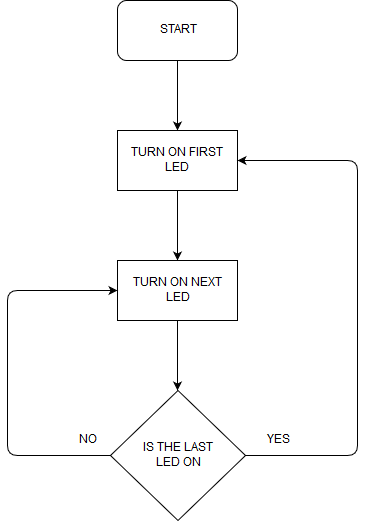 START
TURN ON FIRST
LED
TURN ON NEXT
LED
NO
IS THE LAST
LED ON
YES